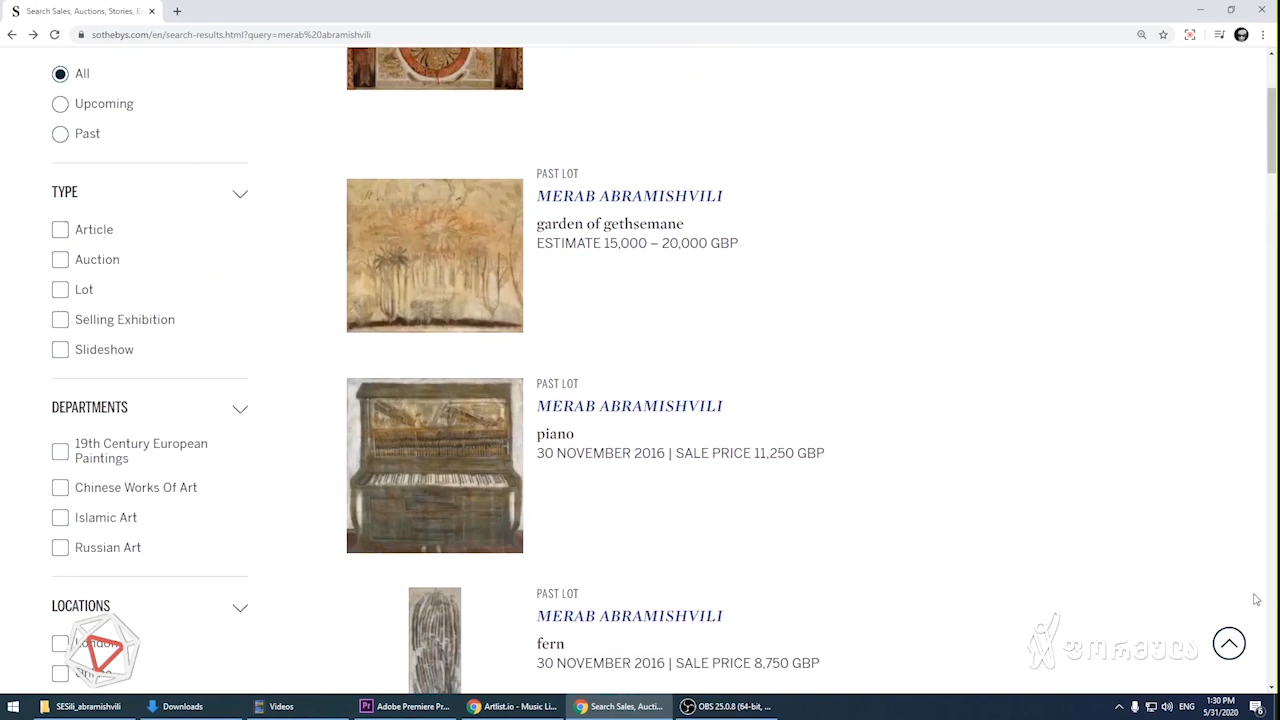 Search Sales, Auctions, Stories, E
sothebys.com/en/search-results.html?query=merab%20abramishvili
All
Upcoming
Past
TYPE
Article
Auction
Lot
Selling Exhibition
Slideshow
DEPARTMENTS
19th Century European
Paintings
Chinese Works Of Art
Islamic Art
Russian Art
LOCATIONS
London
PAST LOT
MERAB ABRAMISHVILI
garden of gethsemane
ESTIMATE 15,000 – 20,000 GBP
PAST LOT
MERAB ABRAMISHVILI
piano
30 NOVEMBER 2016 | SALE PRICE 11,250 GBP
PAST LOT
MERAB ABRAMISHVILI
fern
30 NOVEMBER 2016 | SALE PRICE 8,750 GBP
ფორმულა
SESili_abramishvili
Downloads
Videos
Adobe Premiere Pr...
Artlist.io - Music Li...
Search Sales, Aucti...
OBS 25.0.8 (64-bit, ...
ENG
1:30 PM
5/31/2020
6